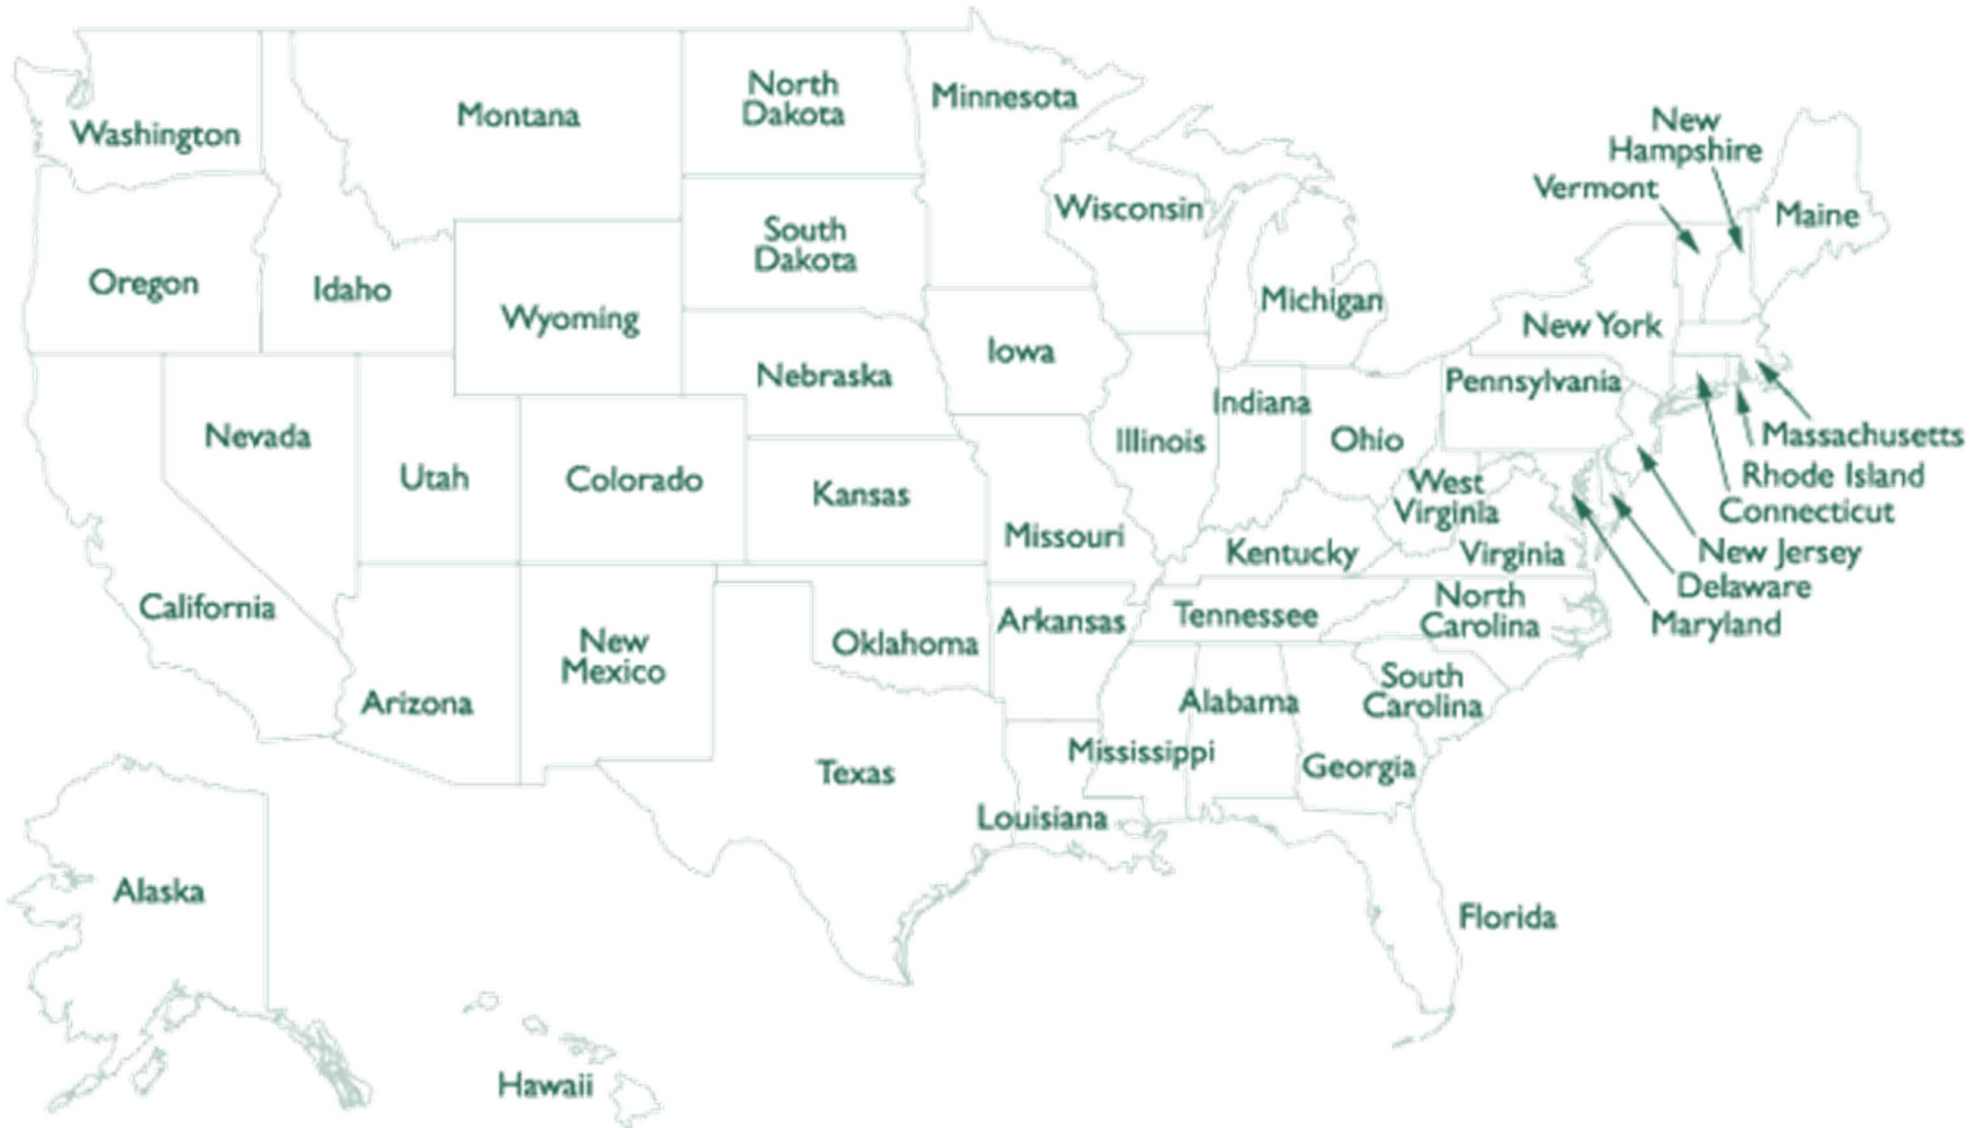 Washington
Montana
North
Dakota
Minnesota
New
Hampshire
Vermont
Maine
Oregon
Idaho
Wyoming
South
Dakota
Wisconsin
Michigan
New York
Iowa
Nebraska
Pennsylvania
Nevada
Utah
Colorado
Kansas
Illinois
Indiana
Ohio
Massachusetts
Rhode Island
Connecticut
West
Virginia
Missouri
Kentucky
Virginia
New Jersey
Delaware
Maryland
California
Arizona
New
Mexico
Oklahoma
Arkansas
Tennessee
North
Carolina
South
Carolina
Alabama
Mississippi
Georgia
Texas
Louisiana
Alaska
Florida
Hawaii